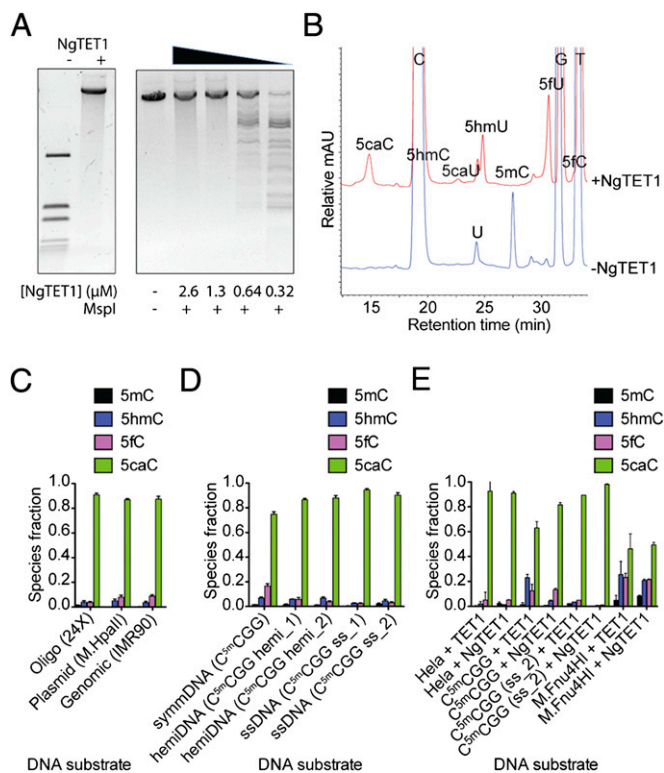 A
NgTET1
- +
[NgTET1] (µM) - 2.6 1.3 0.64 0.32
MspI - + + + +
B
Relative mAU
C
G
T
5caC
5hmC
5caU
5hmU
5mC
5fU
5fC
U
+NgTET1
-NgTET1
15 20 25 30
Retention time (min)
C
5mC
5hmC
5fC
5caC
Species fraction
1.0
0.8
0.6
0.4
0.2
0.0
Oligo (24X)
Plasmid (M.HpaII)
Genomic (IMR90)
DNA substrate
D
5mC
5hmC
5fC
5caC
Species fraction
1.0
0.8
0.6
0.4
0.2
0.0
symmDNA (C5mCGG)
hemiDNA (C5mCGG hemi_1)
hemiDNA (C5mCGG hemi_2)
ssDNA (C5mCGG ss_1)
ssDNA (C5mCGG ss_2)
DNA substrate
E
5mC
5hmC
5fC
5caC
Species fraction
1.0
0.8
0.6
0.4
0.2
0.0
Hela + TET1
Hela + NgTET1
C5mCGG + TET1
C5mCGG + NgTET1
C5mCGG (ss_2) + TET1
C5mCGG (ss_2) + NgTET1
M.Fnu4HI + TET1
M.Fnu4HI + NgTET1
DNA substrate